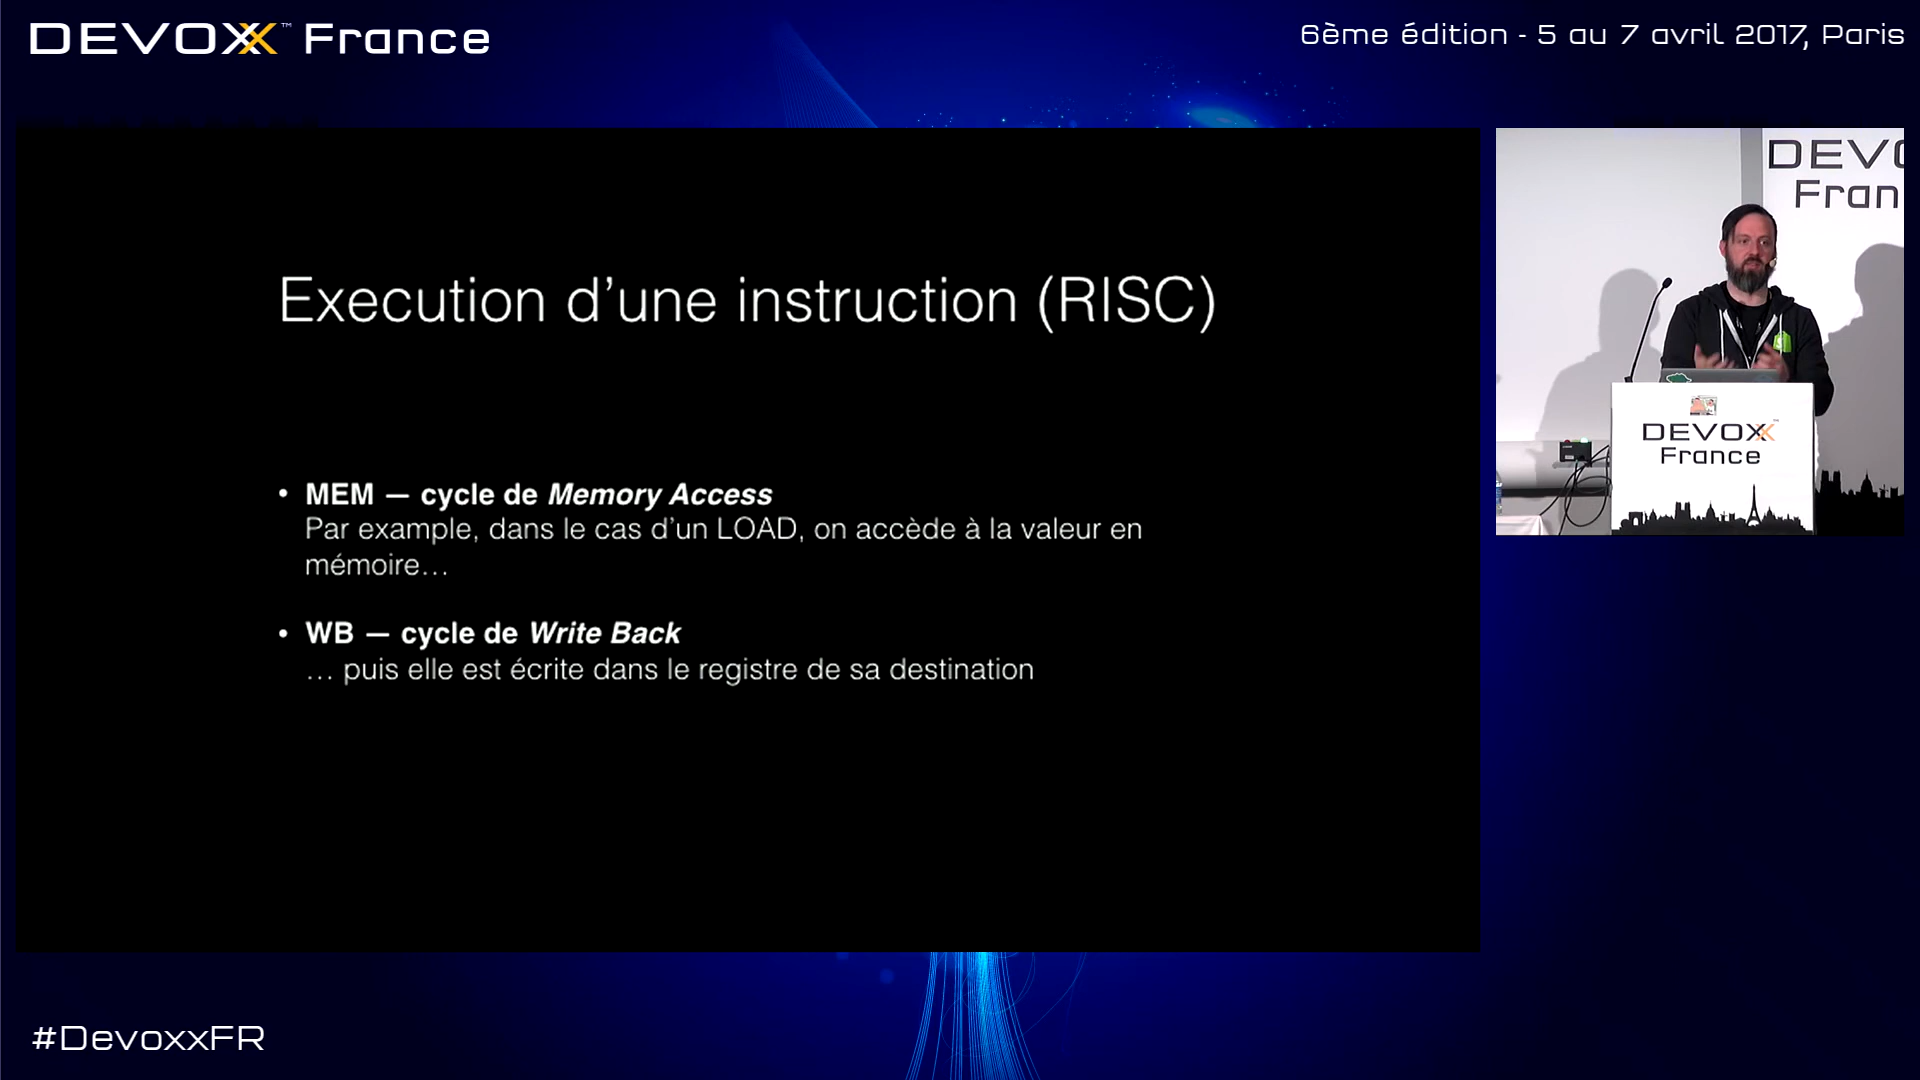 DEVOXX™ France
6ème édition - 5 au 7 avril 2017, Paris
Execution d'une instruction (RISC)
• MEM — cycle de Memory Access
Par example, dans le cas d'un LOAD, on accède à la valeur en
mémoire…
• WB — cycle de Write Back
… puis elle est écrite dans le registre de sa destination
DEVO
Fran
DEVOXX™
France
#DevoxxFR